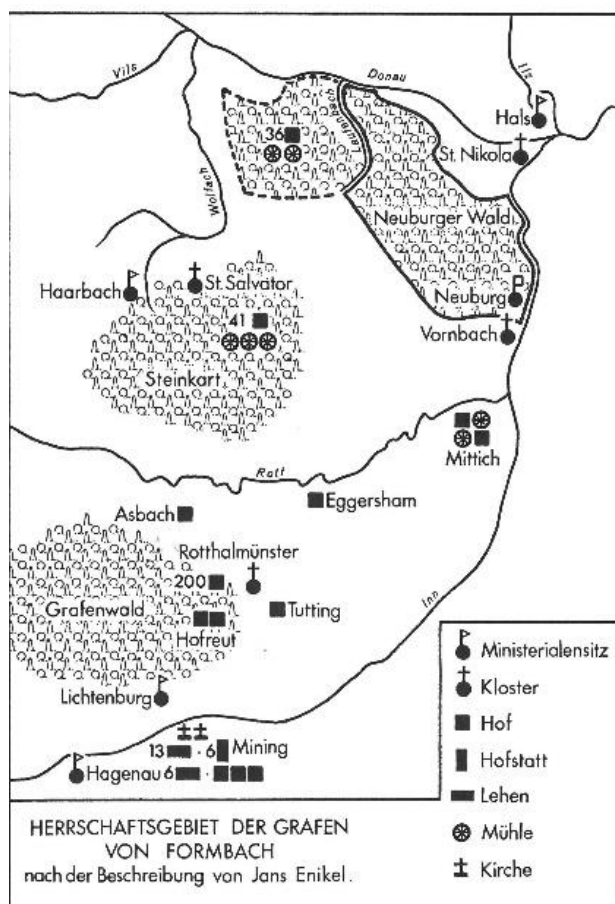 Vils
Donau
Ilz
Hals
36
Laufenbach
St. Nikola
Wolfach
Neuburger Wald
Haarbach
St. Salvator
Neuburg
41
Vornbach
Steinkart
Mittich
Rott
Asbach
Eggersham
Rotthalmünster
200
Grafenwald
Tutting
Inn
Hofreut
Lichtenburg
13 · 6 Mining
Hagenau 6 ·
Ministerialensitz
Kloster
Hof
Hofstatt
Lehen
Mühle
Kirche
HERRSCHAFTSGEBIET DER GRAFEN
VON FORMBACH
nach der Beschreibung von Jans Enikel.